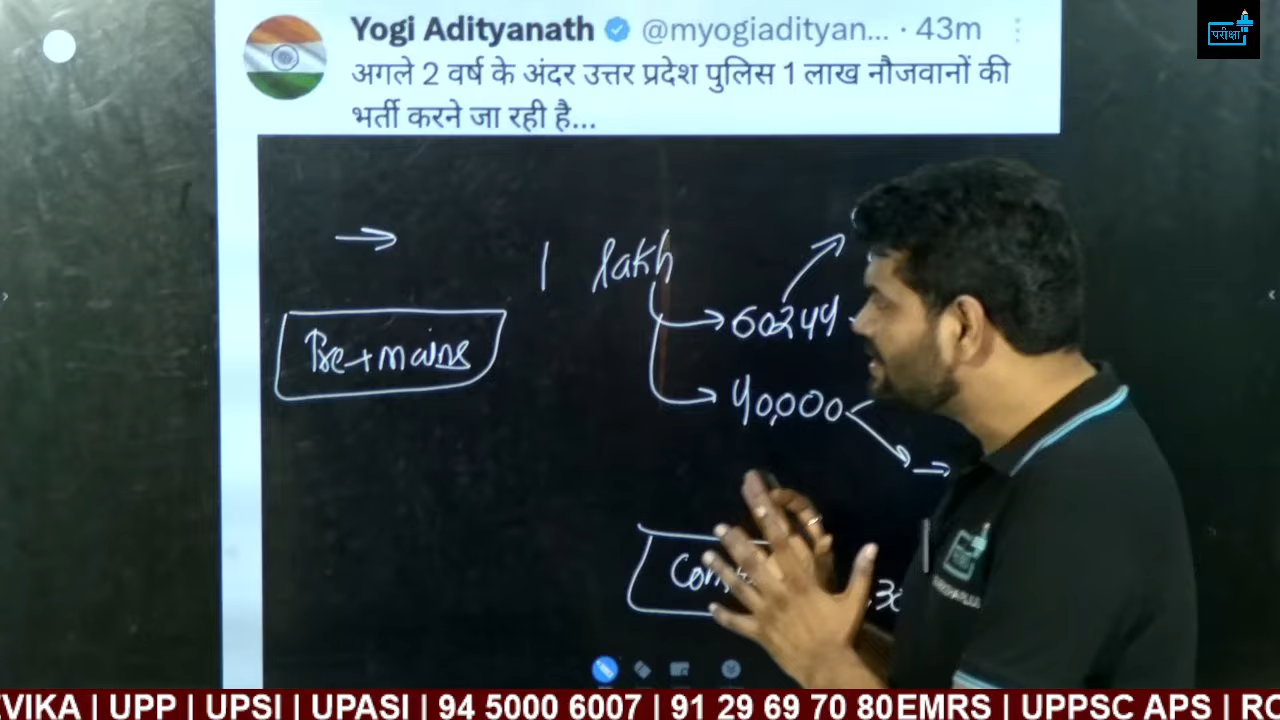 Yogi Adityanath @myogiadityan... · 43m
परीक्षा
अगले 2 वर्ष के अंदर उत्तर प्रदेश पुलिस 1 लाख नौजवानों की
भर्ती करने जा रही है...
1 lakh
60244
Pre+mains
40,000
EVIKA | UPP | UPSI | UPASI | 94 5000 6007 | 91 29 69 70 80 EMRS | UPPSC APS | RO